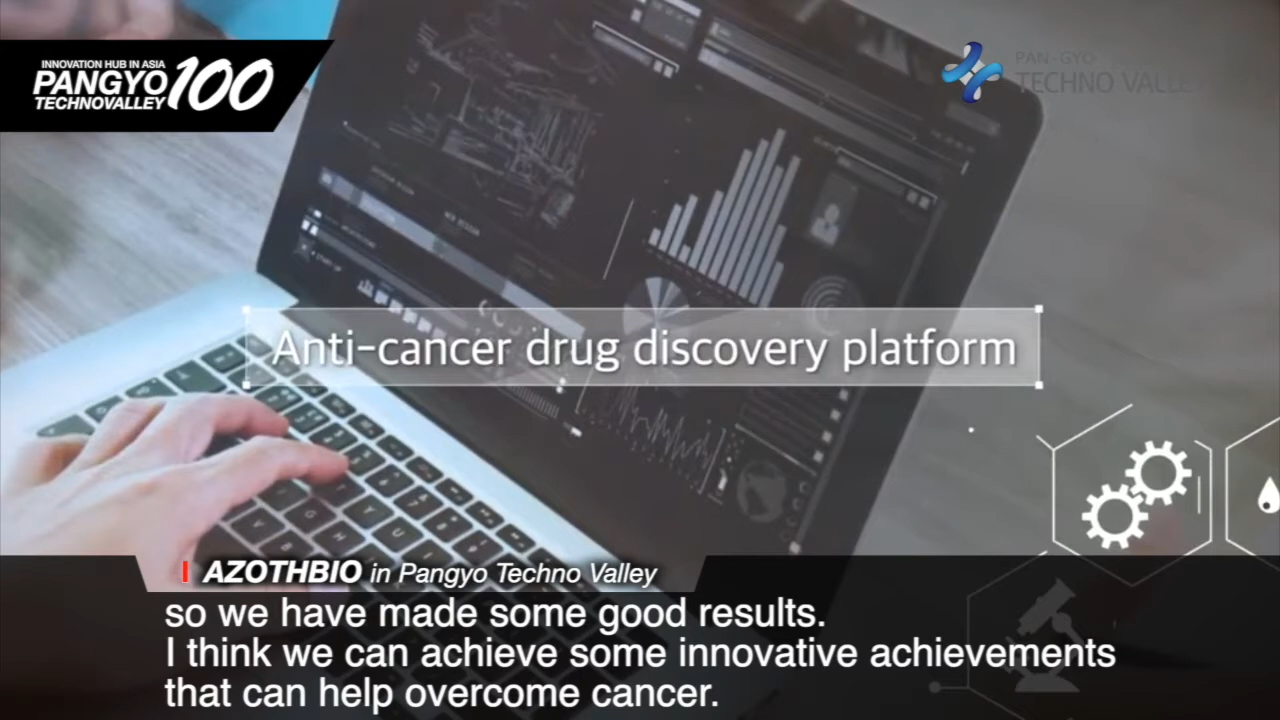 INNOVATION HUB IN ASIA
PANGYO 100
TECHNOVALLEY
PAN-GYO
TECHNO VALLEY
Anti-cancer drug discovery platform
AZOTHBIO in Pangyo Techno Valley
so we have made some good results.
I think we can achieve some innovative achievements
that can help overcome cancer.